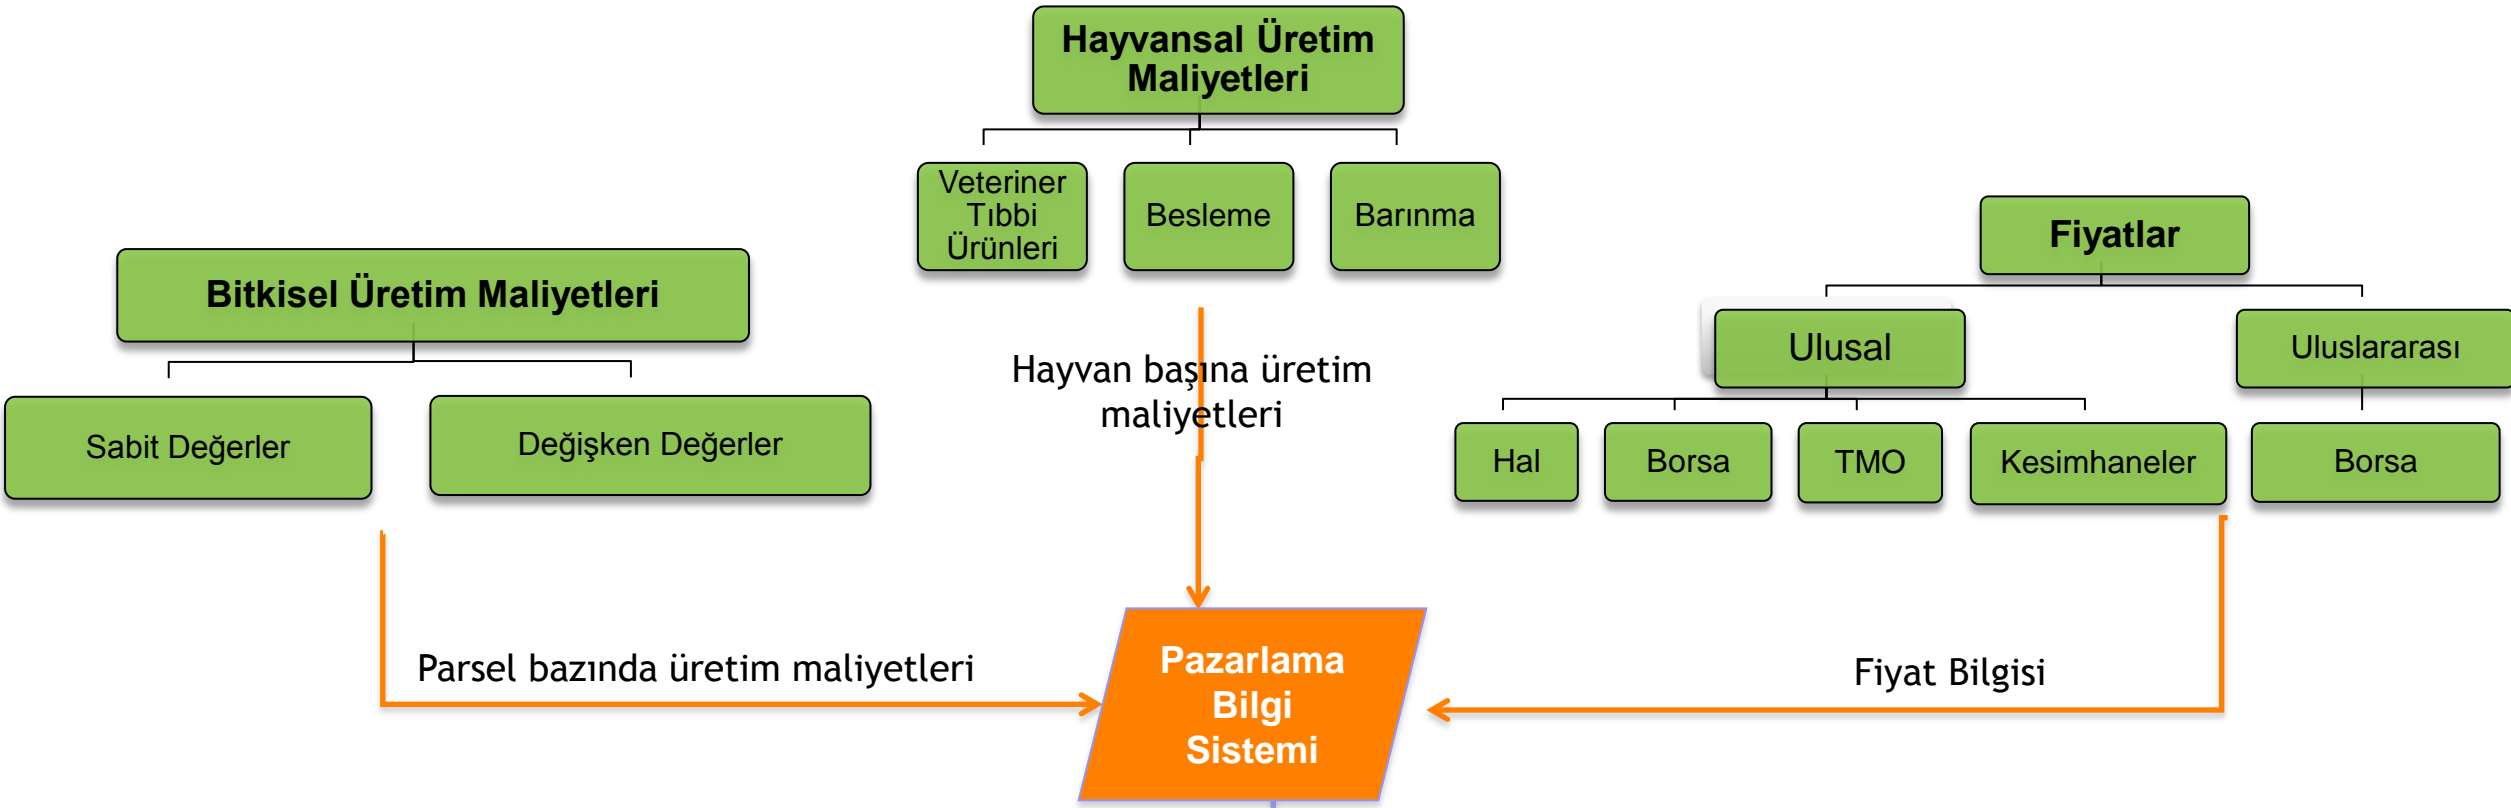 Hayvansal Üretim
Maliyetleri
Veteriner
Tıbbi
Ürünleri
Besleme
Barınma
Hayvan başına üretim
maliyetleri
Bitkisel Üretim Maliyetleri
Sabit Değerler
Değişken Değerler
Parsel bazında üretim maliyetleri
Fiyatlar
Ulusal
Uluslararası
Hal
Borsa
TMO
Kesimhaneler
Borsa
Fiyat Bilgisi
Pazarlama
Bilgi
Sistemi